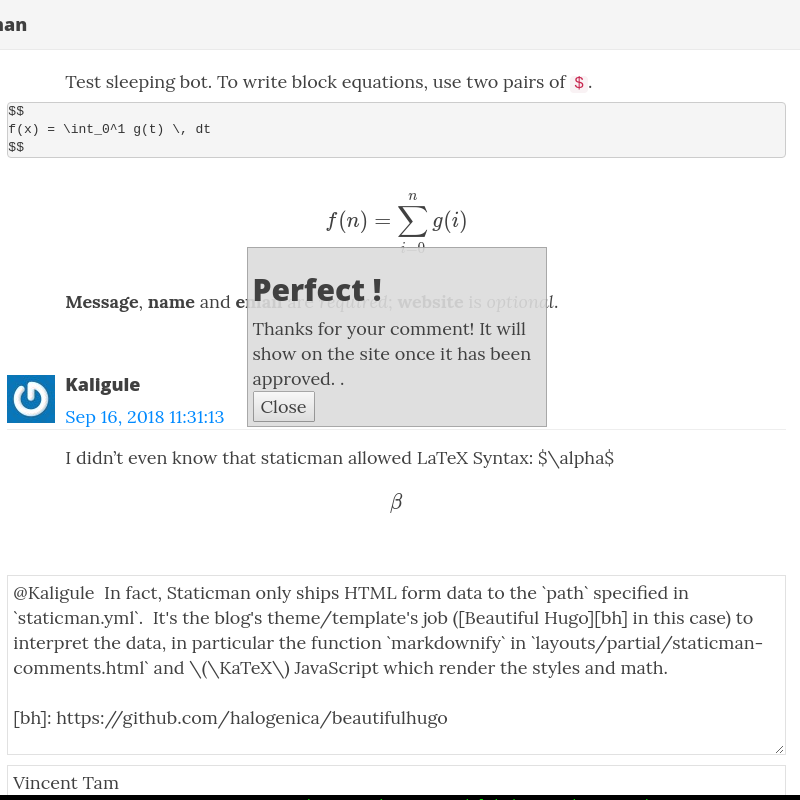 nan
Test sleeping bot. To write block equations, use two pairs of $.
$$
f(x) = \int_0^1 g(t) \, dt
$$
n
f(n) = ∑ g(i)
i=0
Perfect !
Message, name and email are required; website is optional.
Thanks for your comment! It will
show on the site once it has been
approved. .
Close
Kaligule
Sep 16, 2018 11:31:13
I didn’t even know that staticman allowed LaTeX Syntax: $\alpha$
β
@Kaligule  In fact, Staticman only ships HTML form data to the `path` specified in
`staticman.yml`.  It's the blog's theme/template's job ([Beautiful Hugo][bh] in this case) to
interpret the data, in particular the function `markdownify` in `layouts/partial/staticman-
comments.html` and \(\KaTeX\) JavaScript which render the styles and math.
[bh]: https://github.com/halogenica/beautifulhugo
Vincent Tam